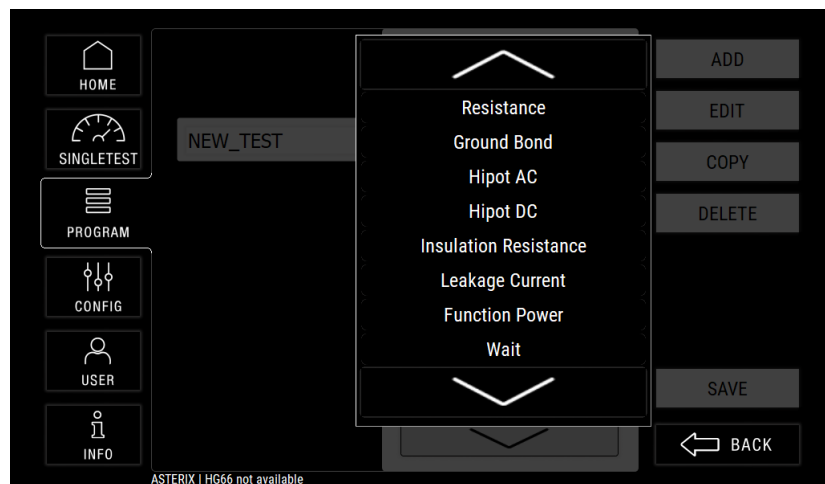 HOME
SINGLETEST
PROGRAM
CONFIG
USER
INFO
NEW_TEST
Resistance
Ground Bond
Hipot AC
Hipot DC
Insulation Resistance
Leakage Current
Function Power
Wait
ADD
EDIT
COPY
DELETE
SAVE
BACK
ASTERIX | HG66 not available